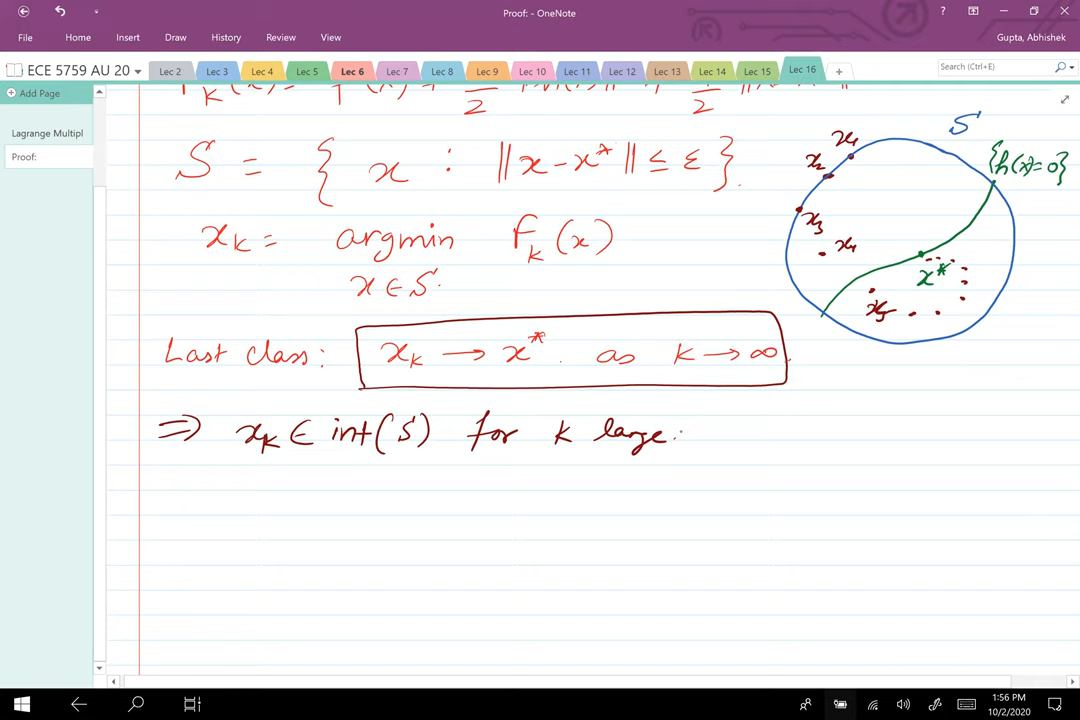 Proof: - OneNote
Gupta, Abhishek
File Home Insert Draw History Review View
ECE 5759 AU 20
Lec 2 Lec 3 Lec 4 Lec 5 Lec 6 Lec 7 Lec 8 Lec 9 Lec 10 Lec 11 Lec 12 Lec 13 Lec 14 Lec 15 Lec 16
Search (Ctrl+E)
Add Page
Lagrange Multipl
Proof:
S = { x : ||x - x*|| ≤ ε }.
x_k = argmin F_k(x)
x ∈ S.
Last class: x_k → x*. as k → ∞.
⇒ x_k ∈ int(S) for k large.
S
{h(x)=0}
x_1
x_2
x_3
x_4
x*
x_5
1:56 PM
10/2/2020